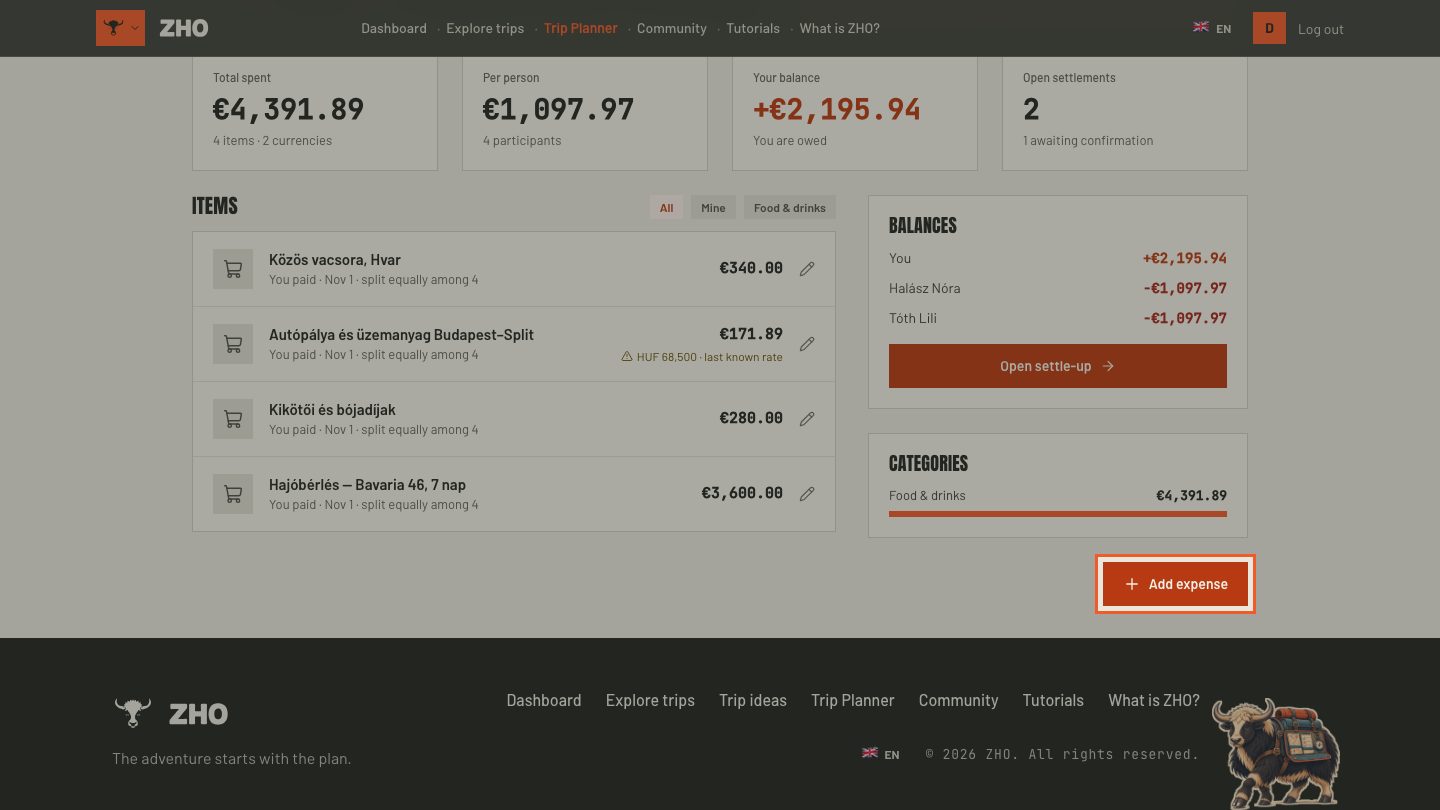 ZHO
Dashboard · Explore trips · Trip Planner · Community · Tutorials · What is ZHO?
EN
D
Log out
Total spent
€4,391.89
4 items · 2 currencies
Per person
€1,097.97
4 participants
Your balance
+€2,195.94
You are owed
Open settlements
2
1 awaiting confirmation
ITEMS
All
Mine
Food & drinks
Közös vacsora, Hvar
You paid · Nov 1 · split equally among 4
€340.00
Autópálya és üzemanyag Budapest–Split
You paid · Nov 1 · split equally among 4
€171.89
HUF 68,500 · last known rate
Kikötői és bójadíjak
You paid · Nov 1 · split equally among 4
€280.00
Hajóbérlés — Bavaria 46, 7 nap
You paid · Nov 1 · split equally among 4
€3,600.00
BALANCES
You +€2,195.94
Halász Nóra -€1,097.97
Tóth Lili -€1,097.97
Open settle-up
CATEGORIES
Food & drinks €4,391.89
Add expense
ZHO
The adventure starts with the plan.
Dashboard Explore trips Trip ideas Trip Planner Community Tutorials What is ZHO?
EN © 2026 ZHO. All rights reserved.